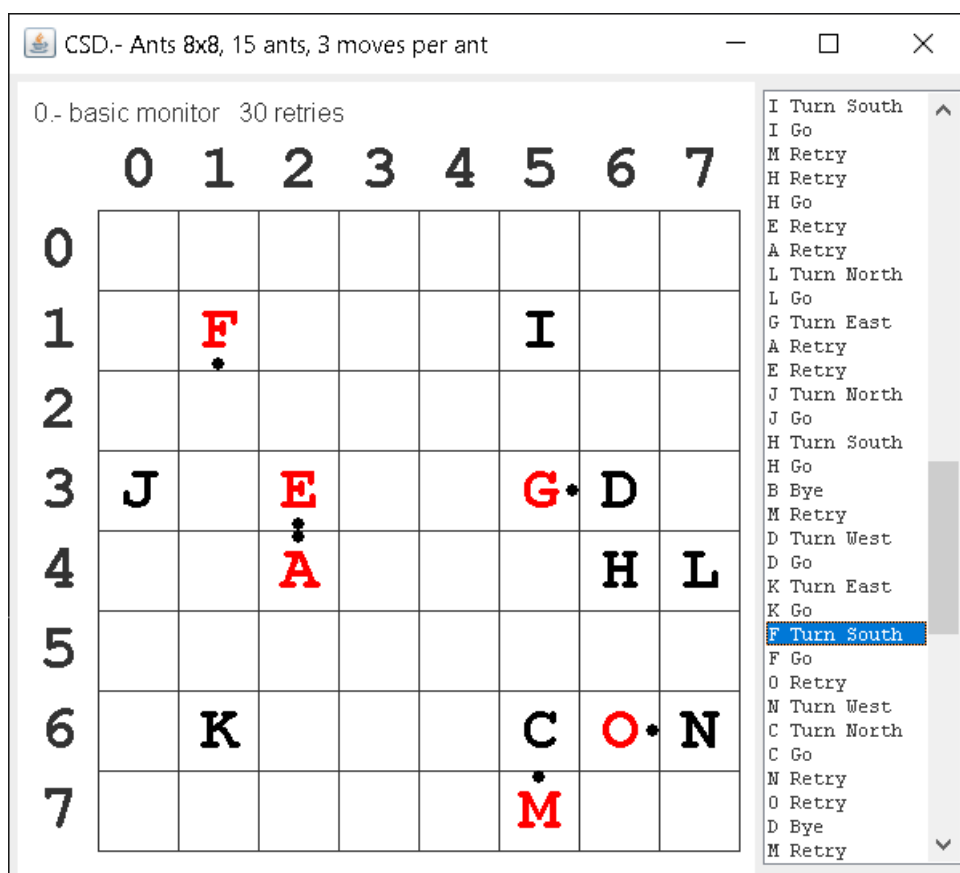 CSD.- Ants 8x8, 15 ants, 3 moves per ant
0.- basic monitor 30 retries
0 1 2 3 4 5 6 7
0
1 F I
2
3 J E G D
4 A H L
5
6 K C O N
7 M
I Turn South
I Go
M Retry
H Retry
H Go
E Retry
A Retry
L Turn North
L Go
G Turn East
A Retry
E Retry
J Turn North
J Go
H Turn South
H Go
B Bye
M Retry
D Turn West
D Go
K Turn East
K Go
F Turn South
F Go
O Retry
N Turn West
C Turn North
C Go
N Retry
O Retry
D Bye
M Retry